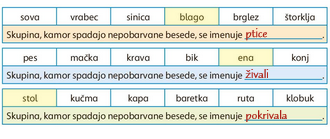 sova vrabec sinica blago brglez štorklja
Skupina, kamor spadajo nepobarvane besede, se imenuje ptice.
pes mačka krava bik ena konj
Skupina, kamor spadajo nepobarvane besede, se imenuje živali.
stol kučma kapa baretka ruta klobuk
Skupina, kamor spadajo nepobarvane besede, se imenuje pokrivala.